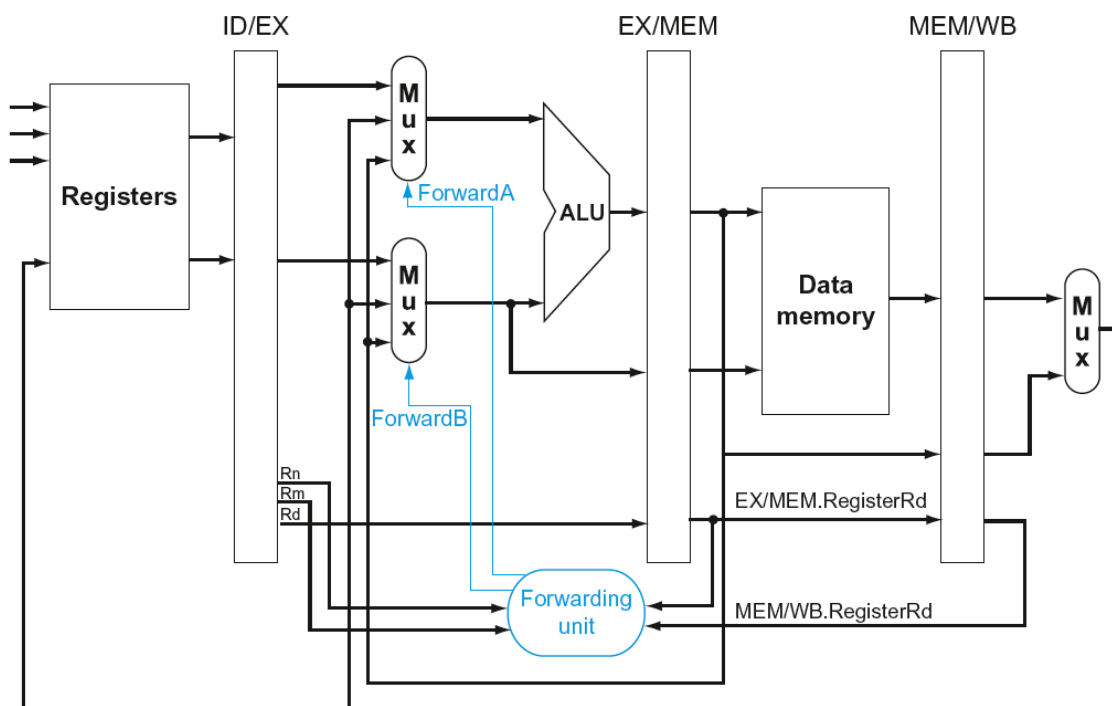 ID/EX
EX/MEM
MEM/WB
M
u
x
Registers
ForwardA
ALU
M
u
x
Data
memory
M
u
x
ForwardB
Rn
Rm
Rd
EX/MEM.RegisterRd
Forwarding
unit
MEM/WB.RegisterRd